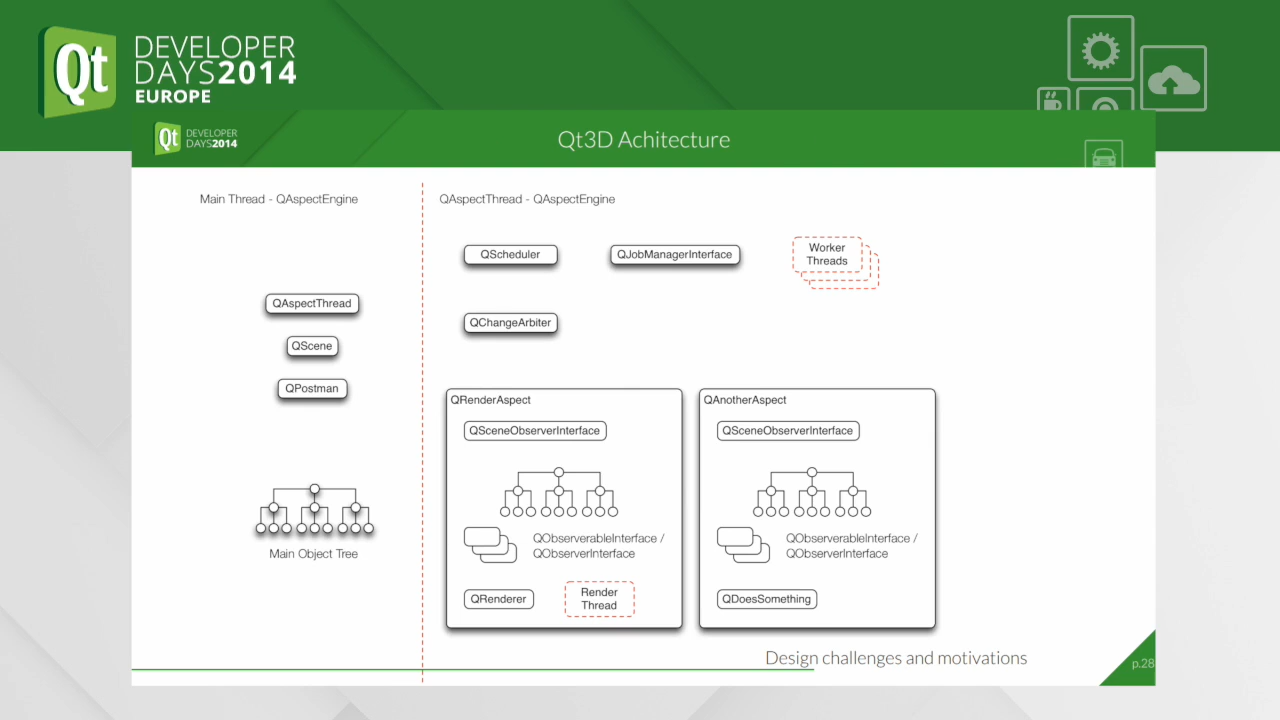 Qt DEVELOPER
DAYS2014
EUROPE
Qt DEVELOPER
DAYS2014
Qt3D Achitecture
Main Thread - QAspectEngine
QAspectThread - QAspectEngine
QScheduler
QJobManagerInterface
Worker
Threads
QAspectThread
QChangeArbiter
QScene
QPostman
QRenderAspect
QAnotherAspect
QSceneObserverInterface
QSceneObserverInterface
Main Object Tree
QObserverableInterface /
QObserverInterface
QObserverableInterface /
QObserverInterface
QRenderer
Render
Thread
QDoesSomething
Design challenges and motivations
p.28